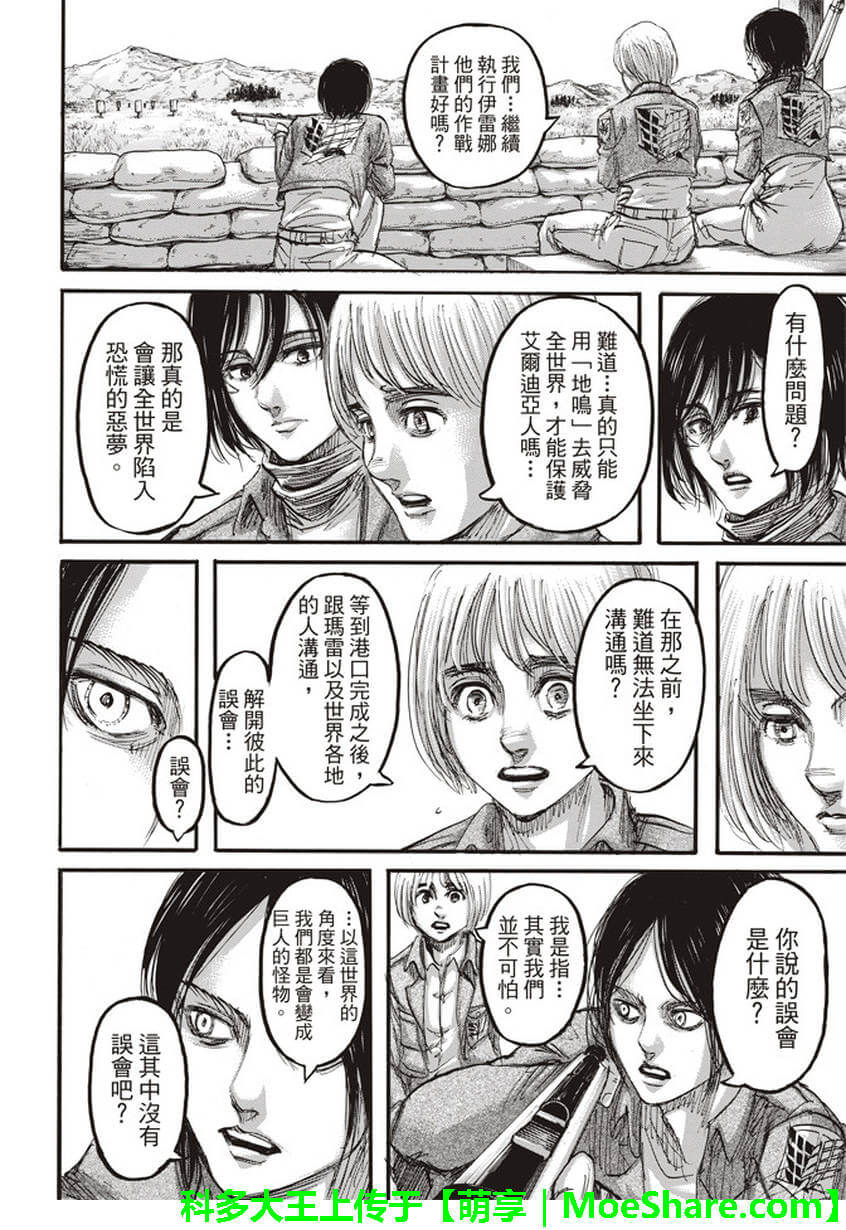 我們…繼續
執行伊雷娜
他們的作戰
計畫好嗎？
有什麼問題？
難道…真的只能
用「地鳴」去威脅
全世界，才能保護
艾爾迪亞人嗎…
那真的是
會讓全世界陷入
恐慌的惡夢。
在那之前，
難道無法坐下來
溝通嗎？
等到港口完成之後，
跟瑪雷以及世界各地
的人溝通，
解開彼此的
誤會…
誤會？
你說的誤會
是什麼？
我是指…
其實我們
並不可怕。
…以這世界的
角度來看，
我們都是會變成
巨人的怪物。
這其中沒有
誤會吧？
科多大王上传于【萌享｜MoeShare.com】